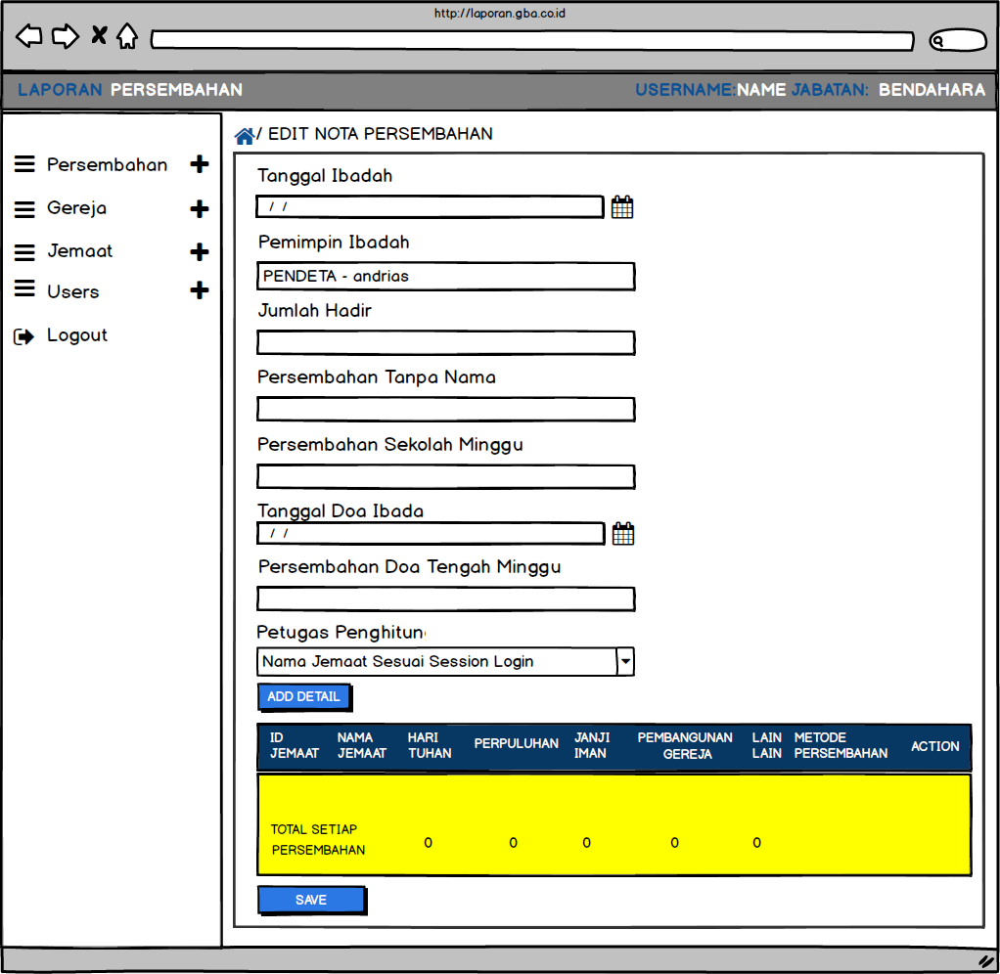 http://laporan.gba.co.id
LAPORAN PERSEMBAHAN
USERNAME:NAME JABATAN: BENDAHARA
/ EDIT NOTA PERSEMBAHAN
Persembahan
Gereja
Jemaat
Users
Logout
Tanggal Ibadah
/ /
Pemimpin Ibadah
PENDETA - andrias
Jumlah Hadir
Persembahan Tanpa Nama
Persembahan Sekolah Minggu
Tanggal Doa Ibada
/ /
Persembahan Doa Tengah Minggu
Petugas Penghitun
Nama Jemaat Sesuai Session Login
ADD DETAIL
ID JEMAAT
NAMA JEMAAT
HARI TUHAN
PERPULUHAN
JANJI IMAN
PEMBANGUNAN GEREJA
LAIN LAIN
METODE PERSEMBAHAN
ACTION
TOTAL SETIAP
PERSEMBAHAN
0 0 0 0 0
SAVE